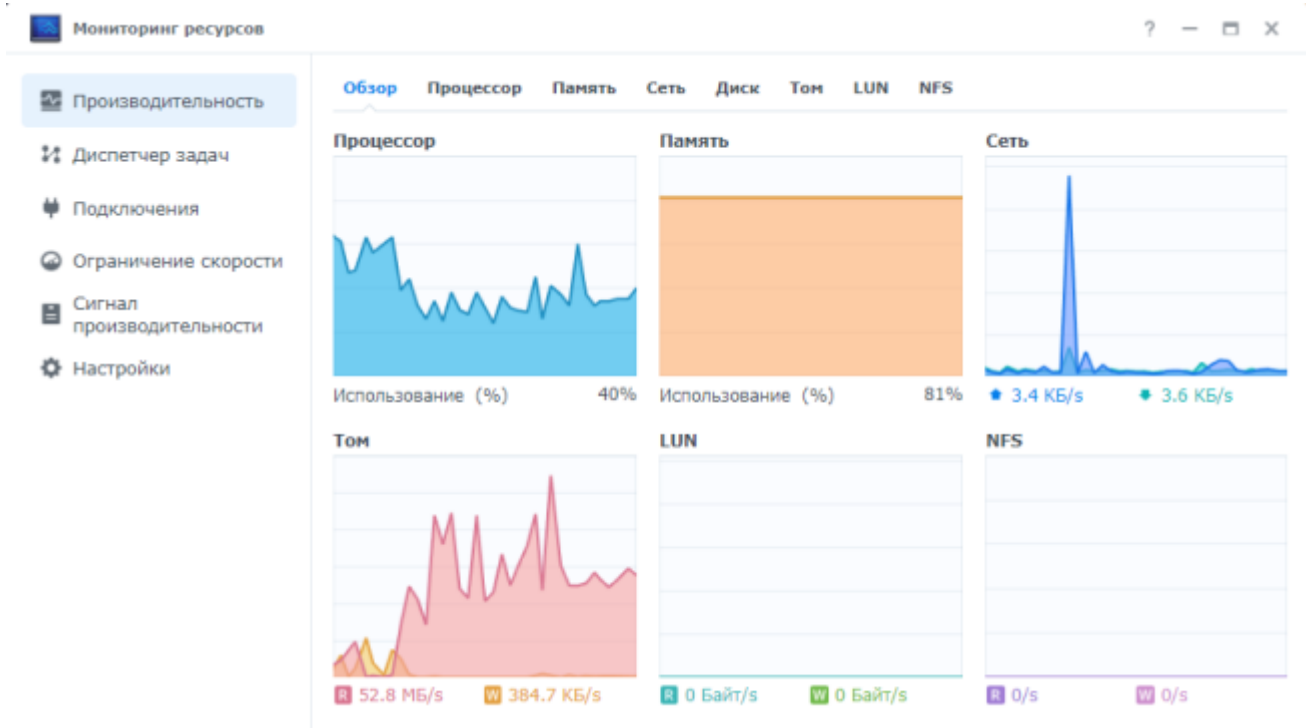 Мониторинг ресурсов
?
Производительность
Диспетчер задач
Подключения
Ограничение скорости
Сигнал
производительности
Настройки
Обзор Процессор Память Сеть Диск Том LUN NFS
Процессор
Использование (%) 40%
Память
Использование (%) 81%
Сеть
3.4 КБ/s 3.6 КБ/s
Том
R 52.8 МБ/s W 384.7 КБ/s
LUN
R 0 Байт/s W 0 Байт/s
NFS
R 0/s W 0/s